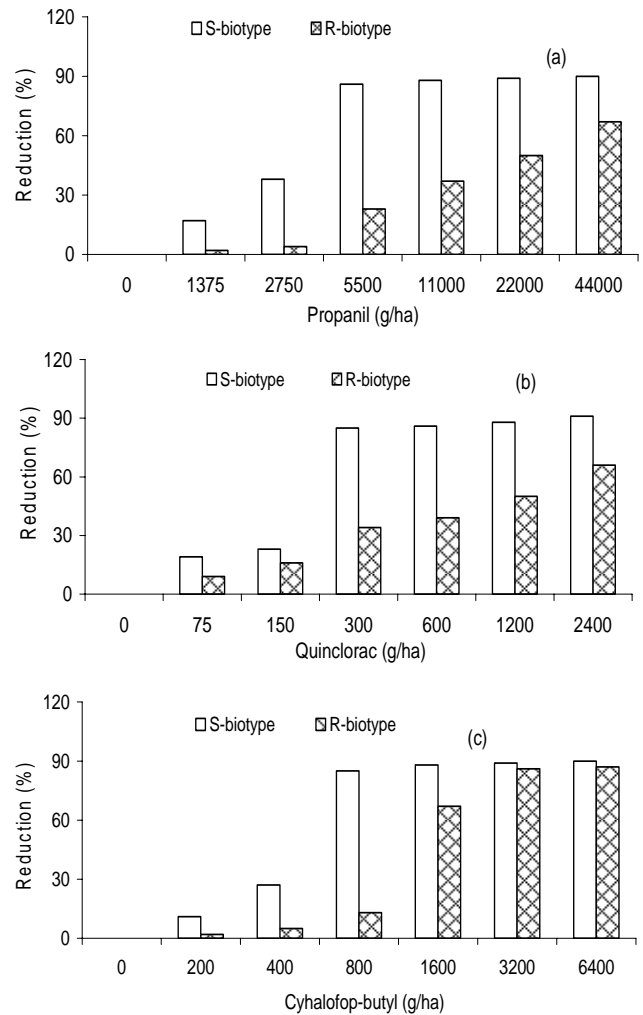 120
S-biotype R-biotype
(a)
90
60
30
0
Reduction (%)
0 1375 2750 5500 11000 22000 44000
Propanil (g/ha)
120
S-biotype R-biotype
(b)
90
60
30
0
Reduction (%)
0 75 150 300 600 1200 2400
Quinclorac (g/ha)
120
S-biotype R-biotype
(c)
90
60
30
0
Reduction (%)
0 200 400 800 1600 3200 6400
Cyhalofop-butyl (g/ha)